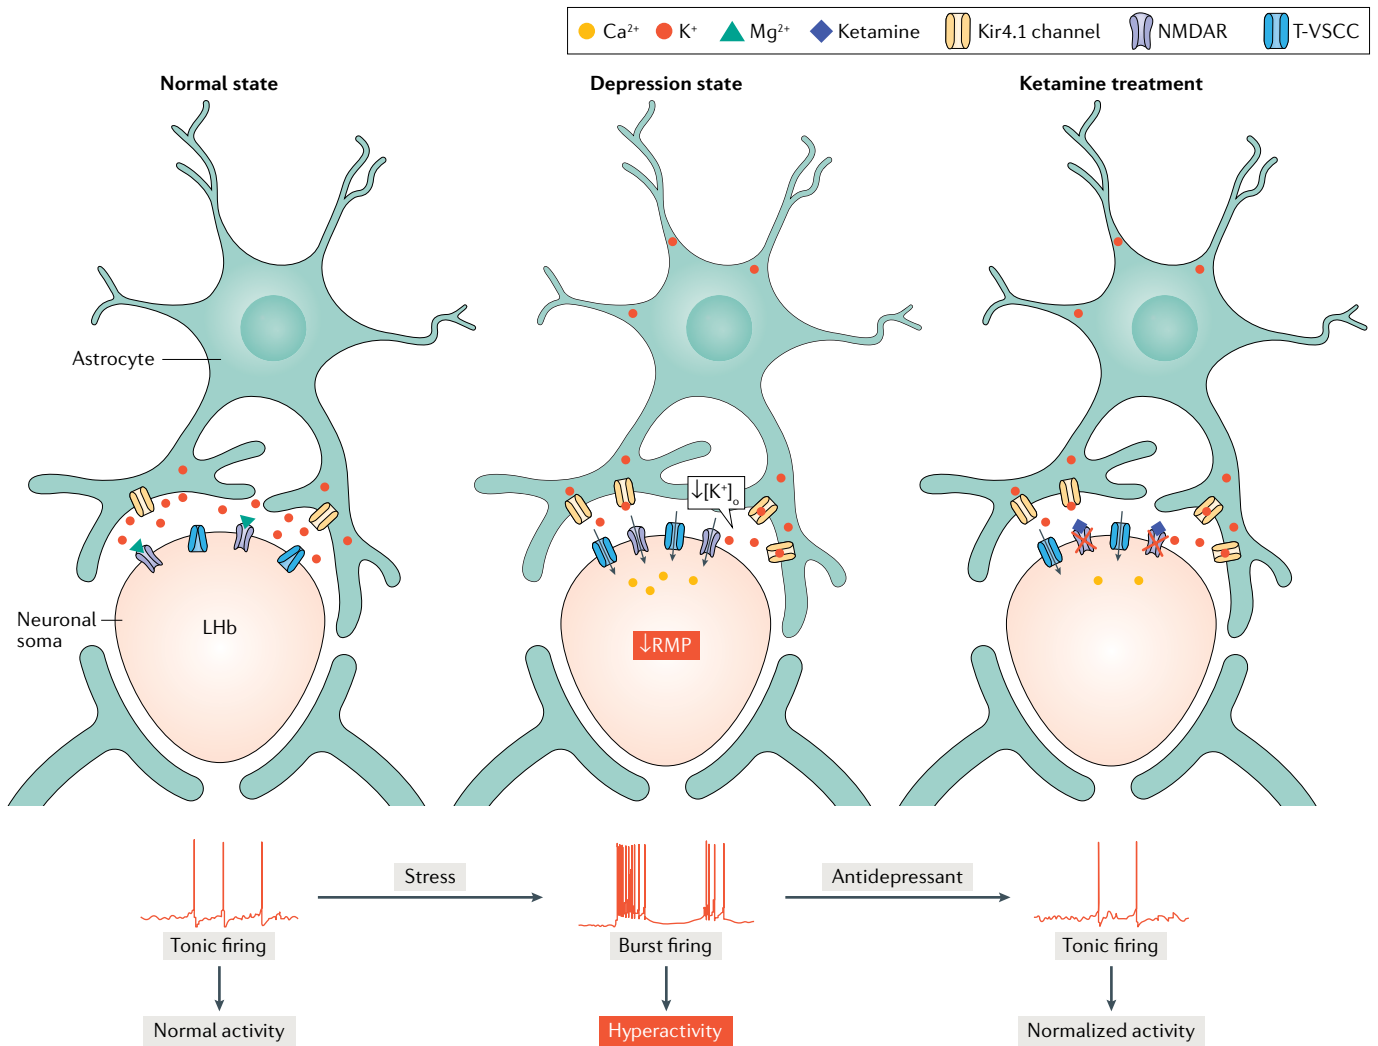 Ca²⁺ K⁺ Mg²⁺ Ketamine Kir4.1 channel NMDAR T-VSCC
Normal state
Depression state
Ketamine treatment
Astrocyte
↓[K⁺]ₒ
Neuronal
soma
LHb
↓RMP
Stress
Antidepressant
Tonic firing
Burst firing
Tonic firing
Normal activity
Hyperactivity
Normalized activity